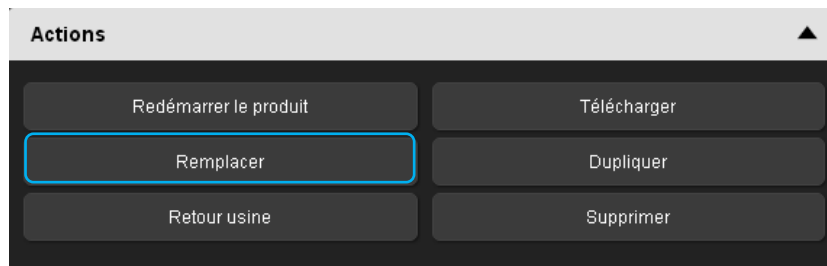 Actions
Redémarrer le produit
Télécharger
Remplacer
Dupliquer
Retour usine
Supprimer